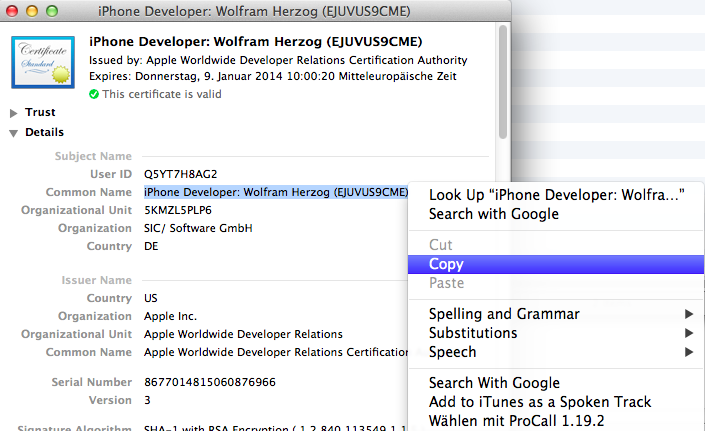 iPhone Developer: Wolfram Herzog (EJUVUS9CME)
Certificate
Standard
iPhone Developer: Wolfram Herzog (EJUVUS9CME)
Issued by: Apple Worldwide Developer Relations Certification Authority
Expires: Donnerstag, 9. Januar 2014 10:00:20 Mitteleuropäische Zeit
This certificate is valid
Trust
Details
Subject Name
User ID Q5YT7H8AG2
Common Name iPhone Developer: Wolfram Herzog (EJUVUS9CME)
Organizational Unit 5KMZL5PLP6
Organization SIC/ Software GmbH
Country DE
Issuer Name
Country US
Organization Apple Inc.
Organizational Unit Apple Worldwide Developer Relations
Common Name Apple Worldwide Developer Relations Certification
Serial Number 8677014815060876966
Version 3
Signature Algorithm SHA-1 with RSA Encryption ( 1.2.840.113549.1.1
Look Up “iPhone Developer: Wolfra…”
Search with Google
Cut
Copy
Paste
Spelling and Grammar
Substitutions
Speech
Search With Google
Add to iTunes as a Spoken Track
Wählen mit ProCall 1.19.2